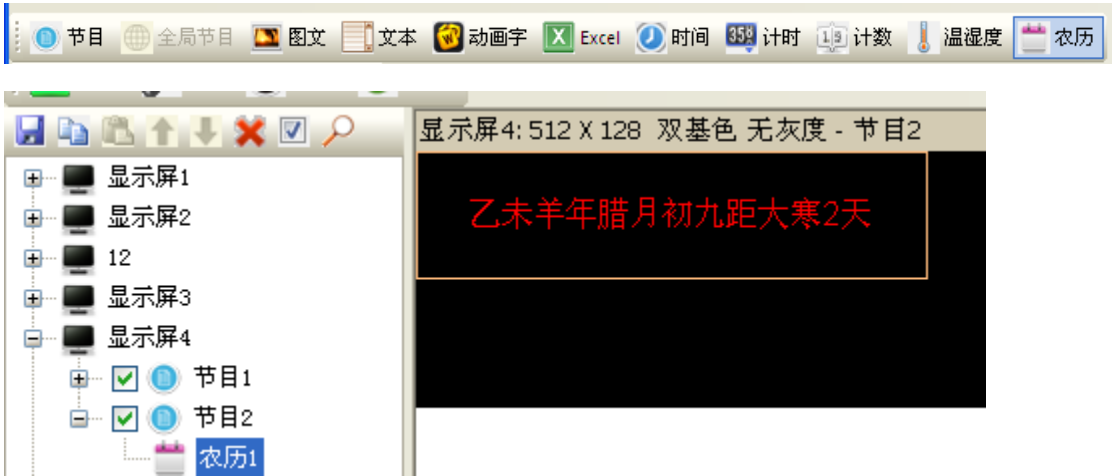 节目 全局节目 图文 文本 动画字 Excel 时间 计时 计数 温湿度 农历
显示屏4: 512 X 128 双基色 无灰度 - 节目2
乙未羊年腊月初九距大寒2天
显示屏1
显示屏2
12
显示屏3
显示屏4
节目1
节目2
农历1